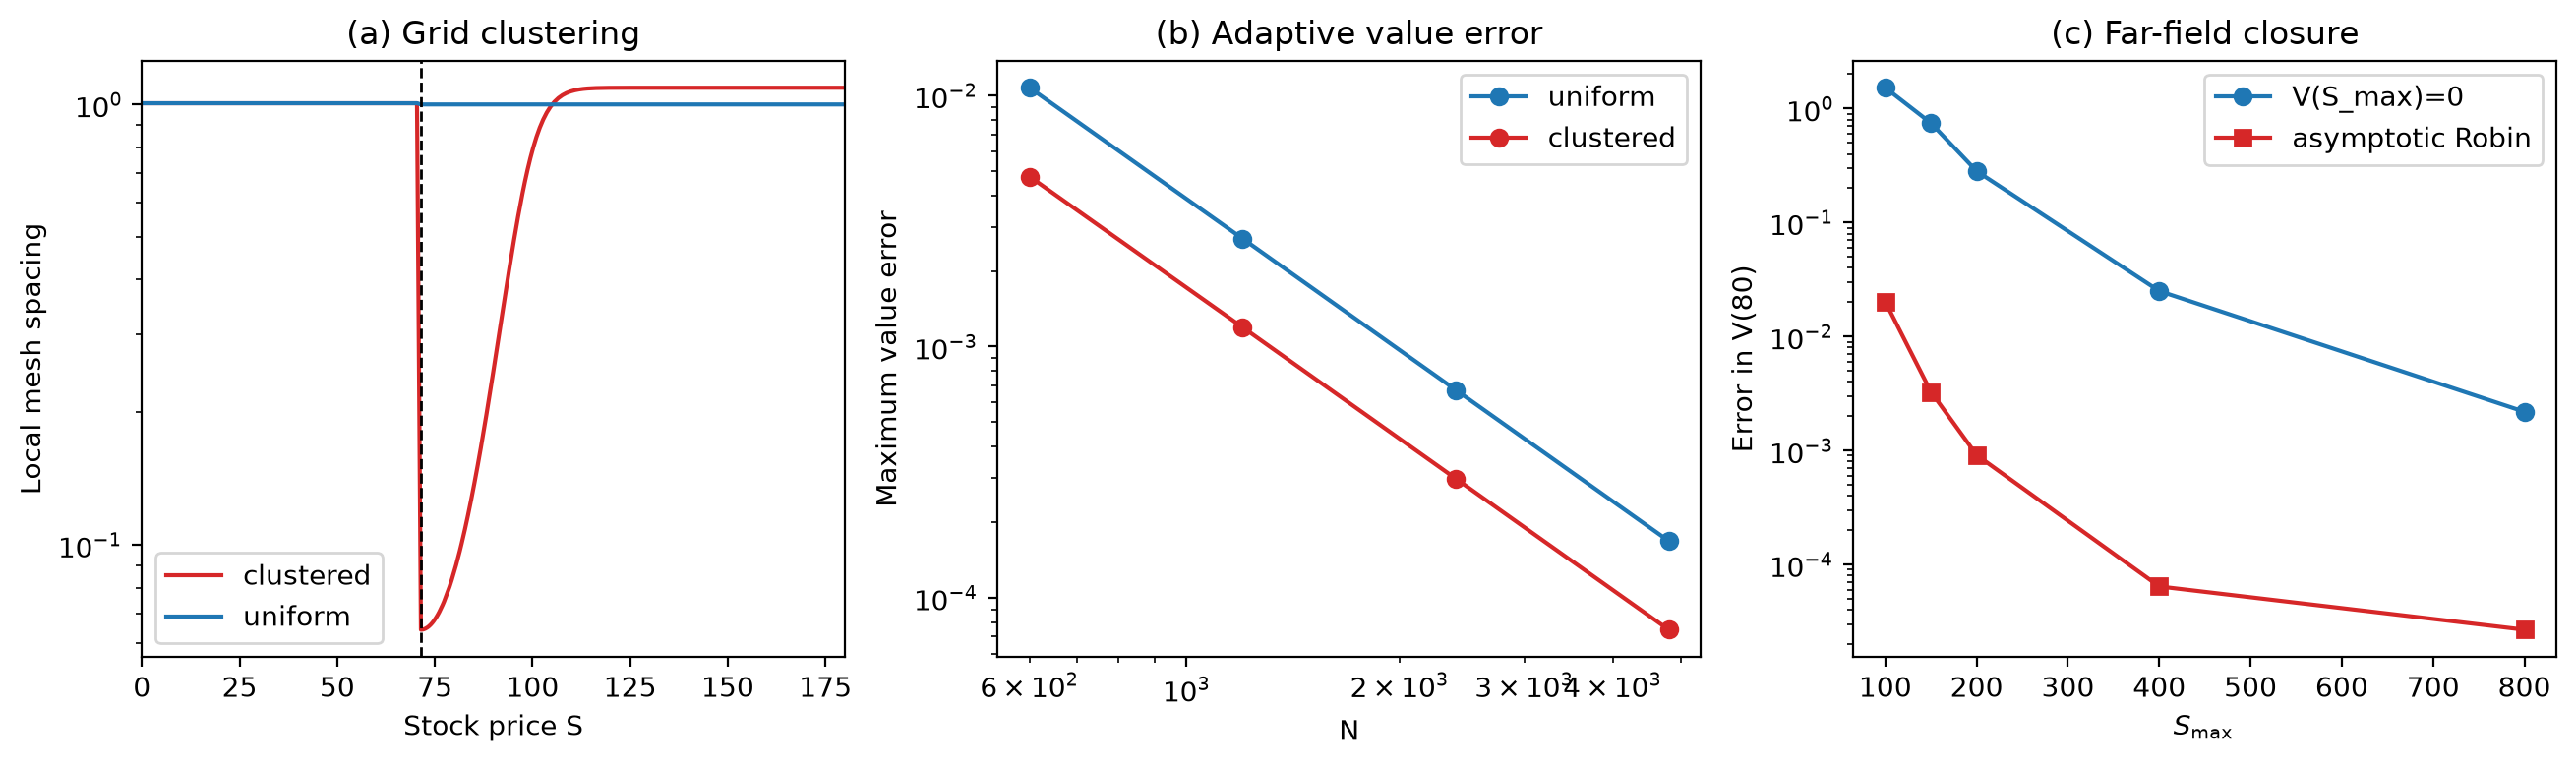 (a) Grid clustering
Local mesh spacing
10⁰
10⁻¹
clustered
uniform
0 25 50 75 100 125 150 175
Stock price S
(b) Adaptive value error
Maximum value error
10⁻²
10⁻³
10⁻⁴
uniform
clustered
6 × 10² 10³ 2 × 10³ 3 × 10³ 4 × 10³
N
(c) Far-field closure
Error in V(80)
10⁰
10⁻¹
10⁻²
10⁻³
10⁻⁴
V(S_max)=0
asymptotic Robin
100 200 300 400 500 600 700 800
Sₘₐₓ